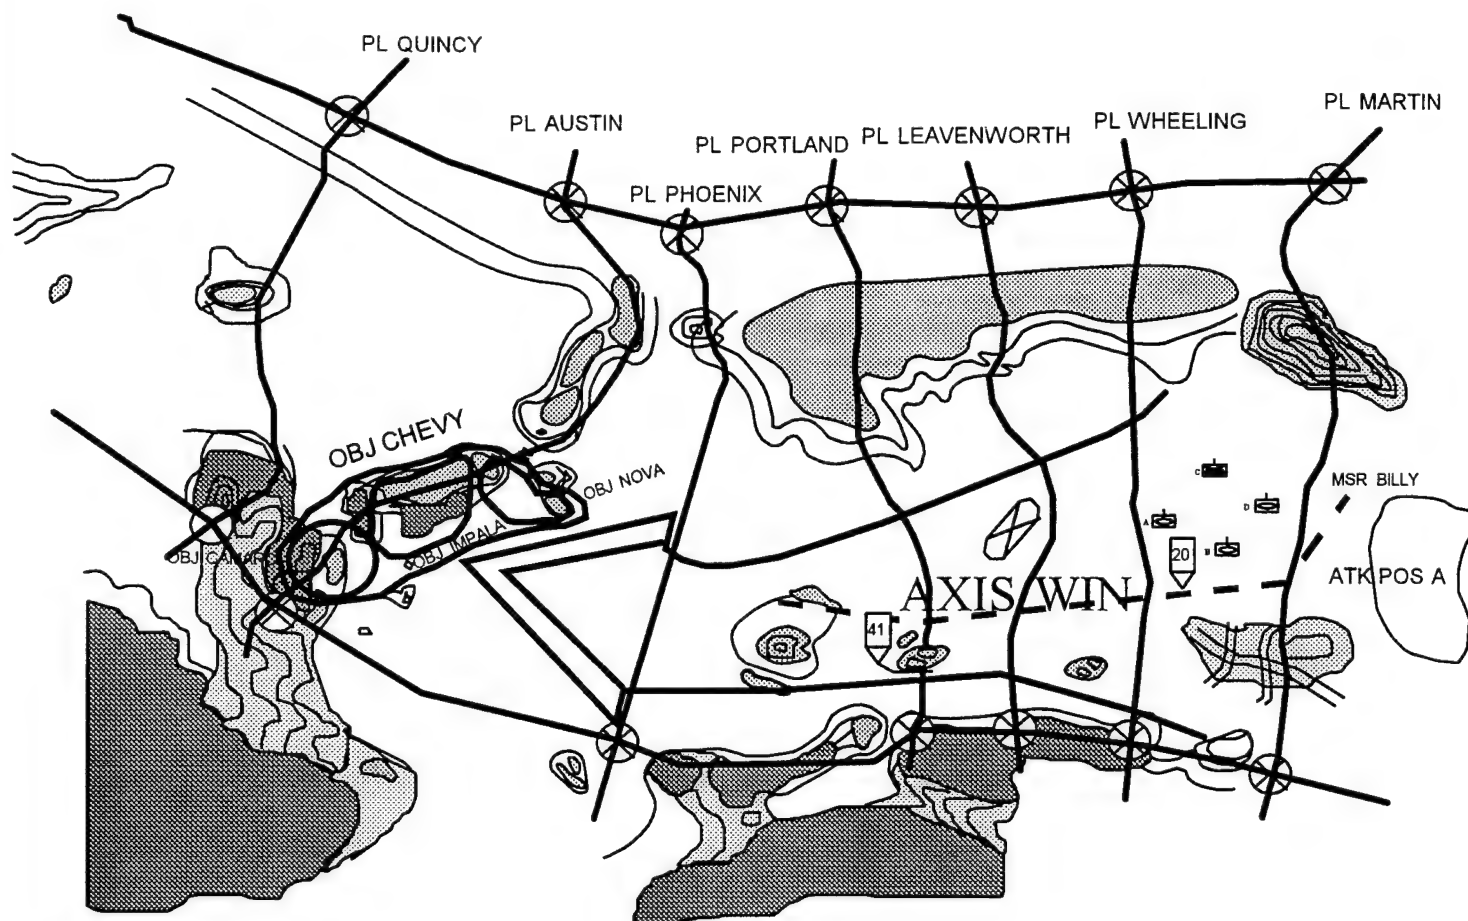 PL QUINCY
PL AUSTIN
PL PHOENIX
PL PORTLAND
PL LEAVENWORTH
PL WHEELING
PL MARTIN
OBJ CHEVY
OBJ NOVA
OBJ IMPALA
OBJ
MSR BILLY
C
D
A
B
20
ATK POS A
AXIS WIN
41